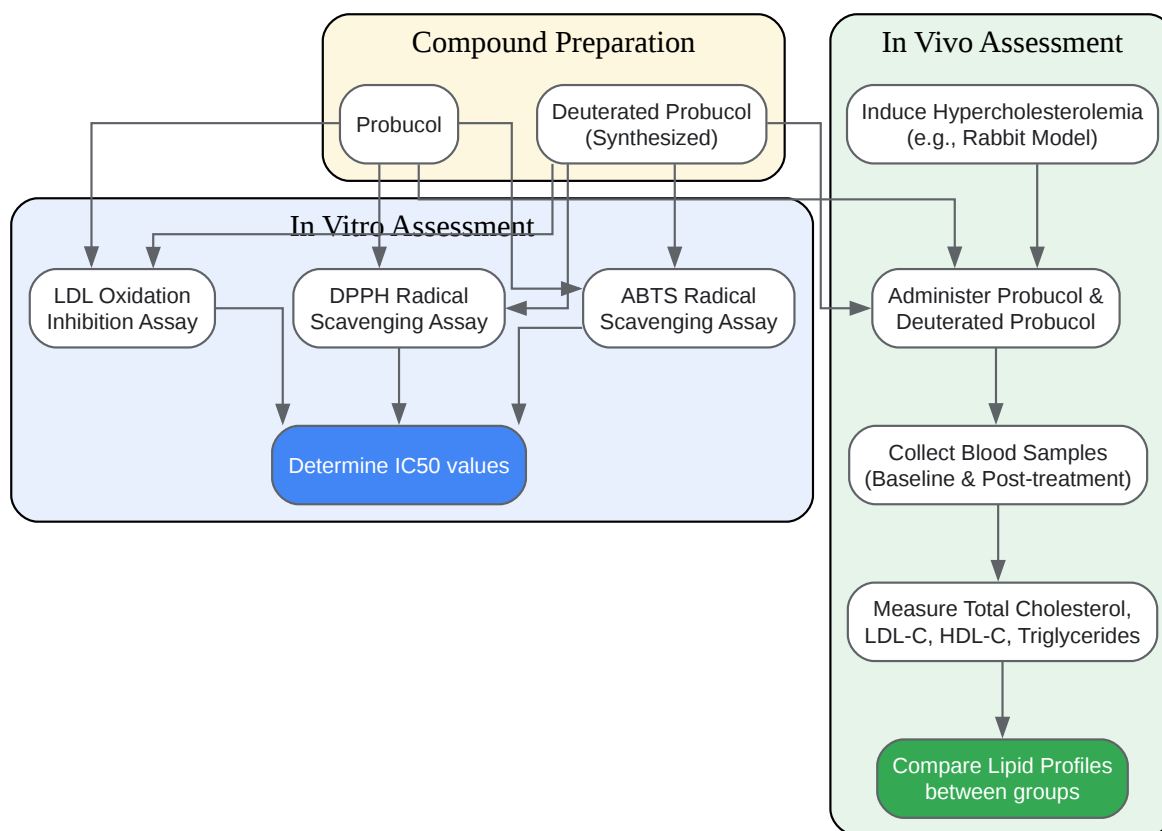 Compound Preparation
Probucol
Deuterated Probucol
(Synthesized)
In Vitro Assessment
LDL Oxidation
Inhibition Assay
DPPH Radical
Scavenging Assay
ABTS Radical
Scavenging Assay
Determine IC50 values
In Vivo Assessment
Induce Hypercholesterolemia
(e.g., Rabbit Model)
Administer Probucol &
Deuterated Probucol
Collect Blood Samples
(Baseline & Post-treatment)
Measure Total Cholesterol,
LDL-C, HDL-C, Triglycerides
Compare Lipid Profiles
between groups